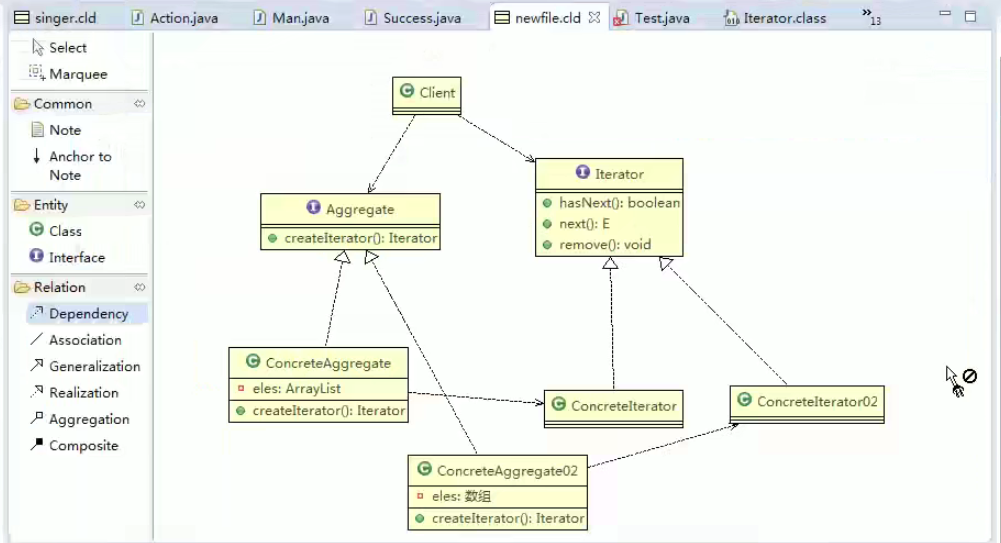 singer.cld
Action.java
Man.java
Success.java
newfile.cld
Test.java
Iterator.class
»13
Select
Marquee
Common
Note
Anchor to
Note
Entity
Class
Interface
Relation
Dependency
Association
Generalization
Realization
Aggregation
Composite
C Client
I Iterator
hasNext(): boolean
next(): E
remove(): void
I Aggregate
createIterator(): Iterator
C ConcreteAggregate
eles: ArrayList
createIterator(): Iterator
C ConcreteIterator
C ConcreteIterator02
C ConcreteAggregate02
eles: 数组
createIterator(): Iterator